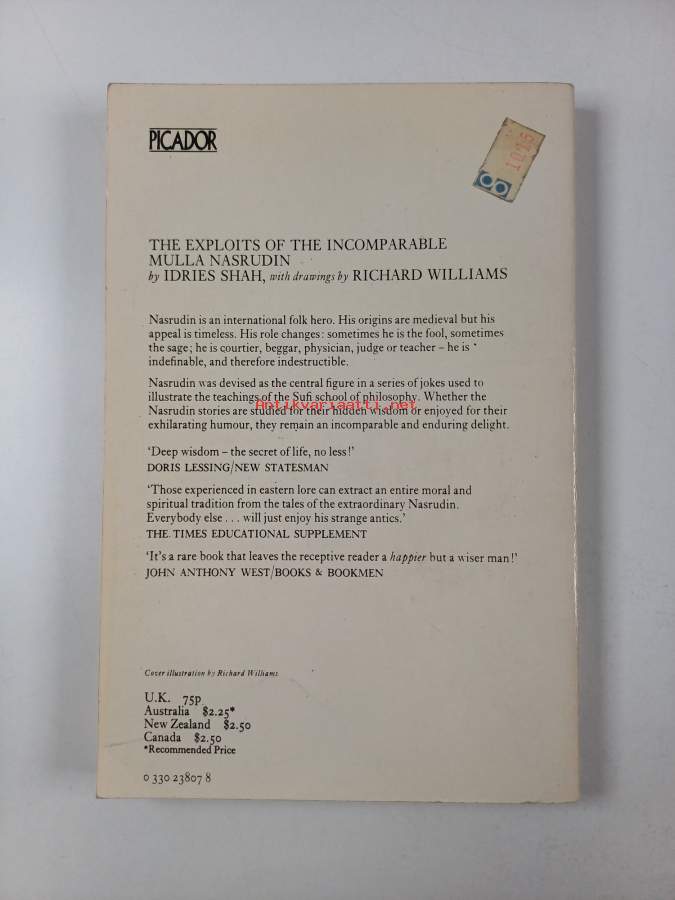 PICADOR
10.25
THE EXPLOITS OF THE INCOMPARABLE
MULLA NASRUDIN
by IDRIES SHAH, with drawings by RICHARD WILLIAMS
Nasrudin is an international folk hero. His origins are medieval but his
appeal is timeless. His role changes: sometimes he is the fool, sometimes
the sage; he is courtier, beggar, physician, judge or teacher – he is
indefinable, and therefore indestructible.
Nasrudin was devised as the central figure in a series of jokes used to
illustrate the teachings of the Sufi school of philosophy. Whether the
Antikvariaatti.net
Nasrudin stories are studied for their hidden wisdom or enjoyed for their
exhilarating humour, they remain an incomparable and enduring delight.
‘Deep wisdom – the secret of life, no less!’
DORIS LESSING/NEW STATESMAN
‘Those experienced in eastern lore can extract an entire moral and
spiritual tradition from the tales of the extraordinary Nasrudin.
Everybody else . . . will just enjoy his strange antics.’
THE TIMES EDUCATIONAL SUPPLEMENT
‘It’s a rare book that leaves the receptive reader a happier but a wiser man!’
JOHN ANTHONY WEST/BOOKS & BOOKMEN
Cover illustration by Richard Williams
U.K. 75p
Australia $2.25*
New Zealand $2.50
Canada $2.50
*Recommended Price
0 330 23807 8